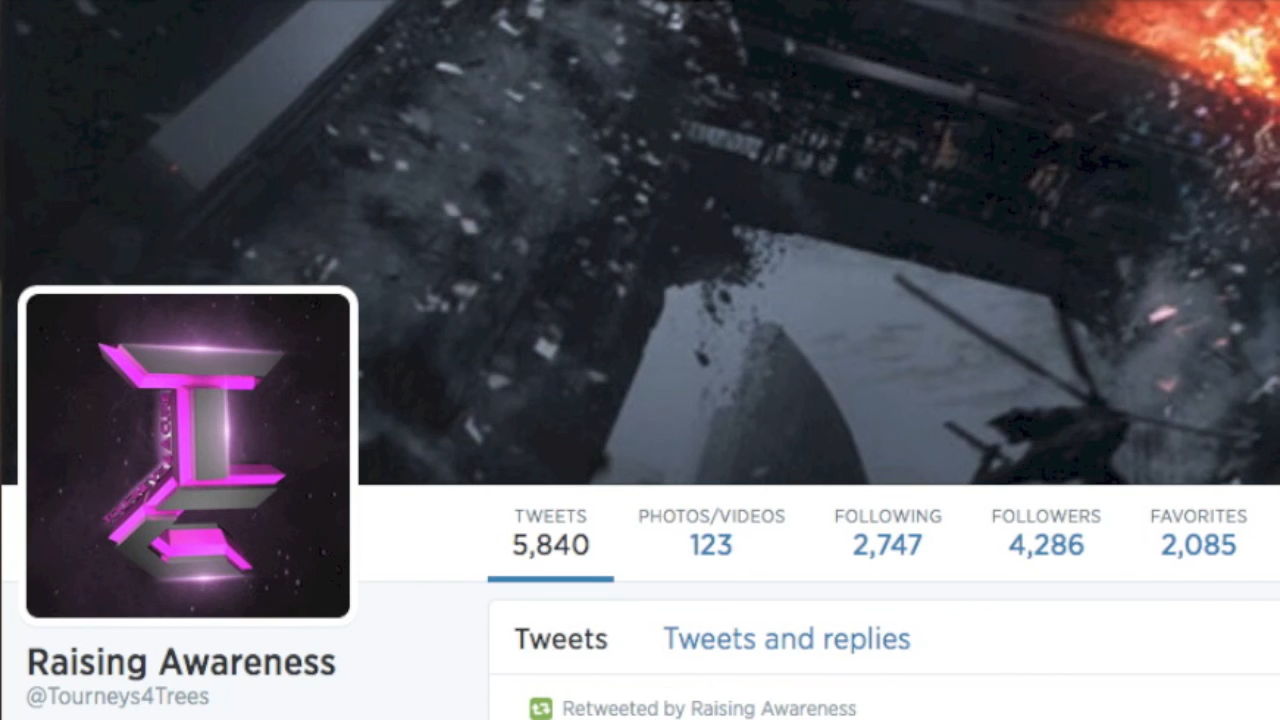 TWEETS PHOTOS/VIDEOS FOLLOWING FOLLOWERS FAVORITES
5,840 123 2,747 4,286 2,085
Tweets Tweets and replies
Raising Awareness
@Tourneys4Trees
Retweeted by Raising Awareness